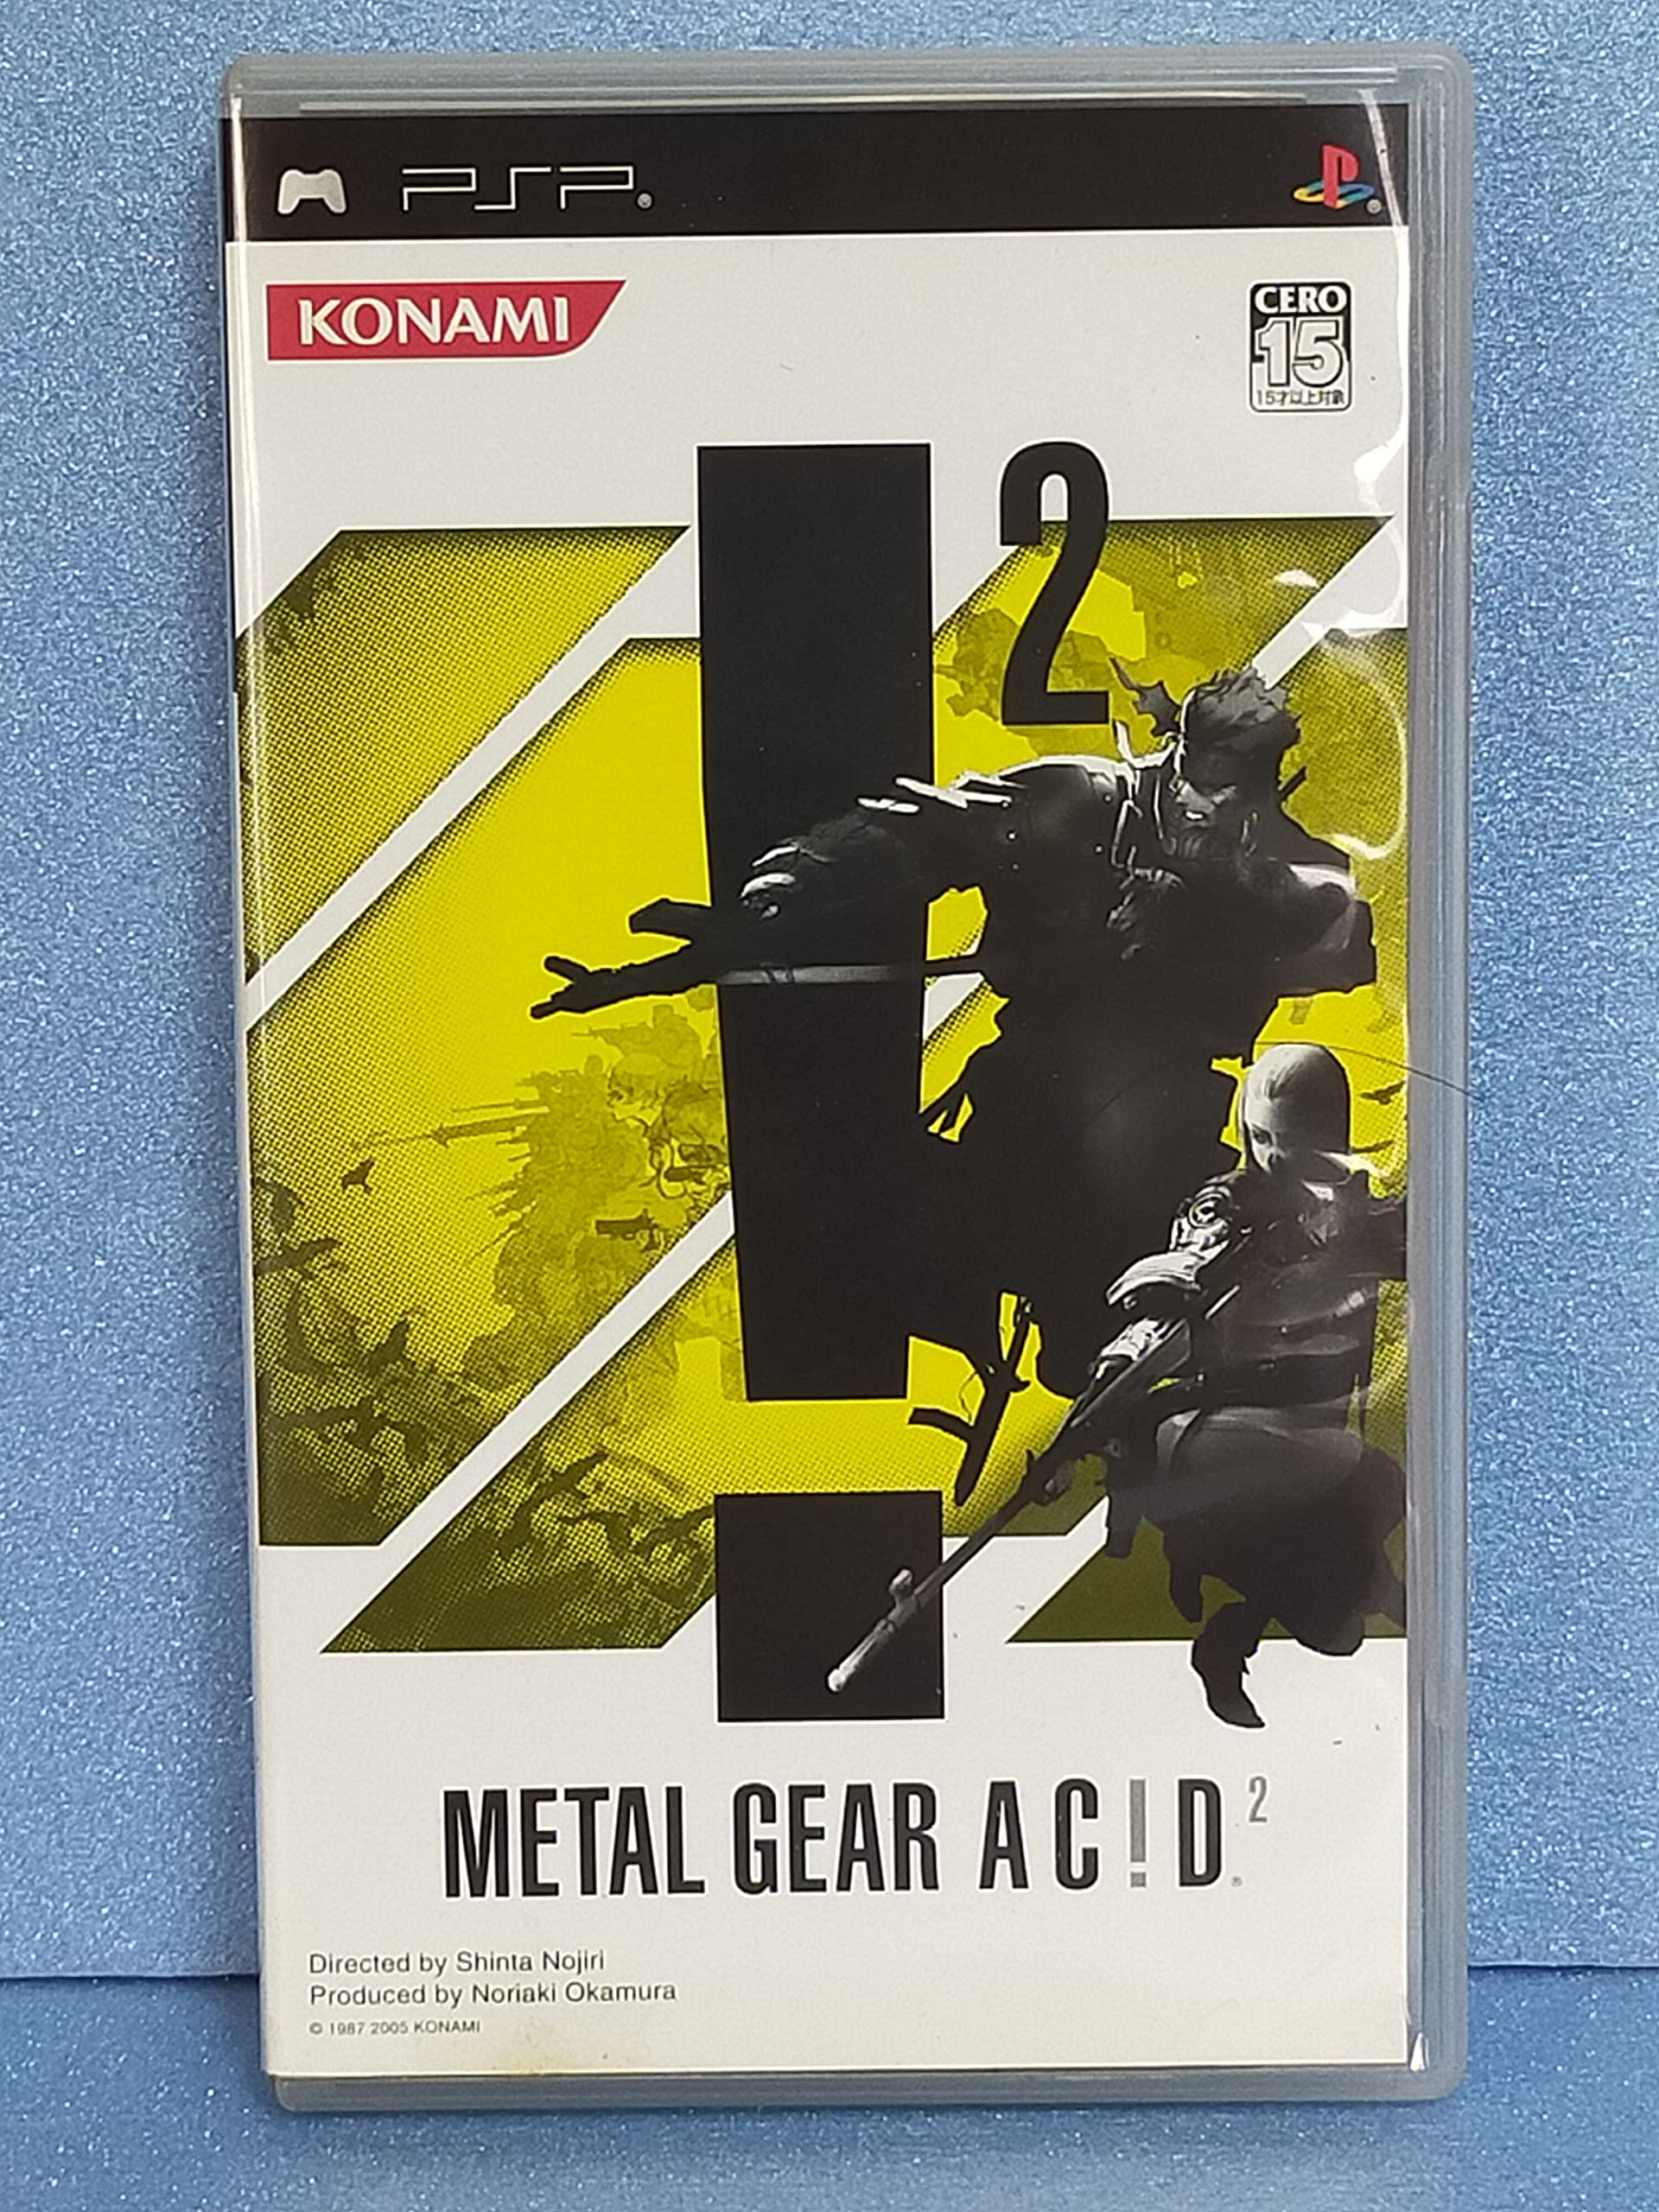 PSP®
KONAMI
CERO
15
15才以上対象
2
METAL GEAR AC!D2®
Directed by Shinta Nojiri
Produced by Noriaki Okamura
© 1987 2005 KONAMI